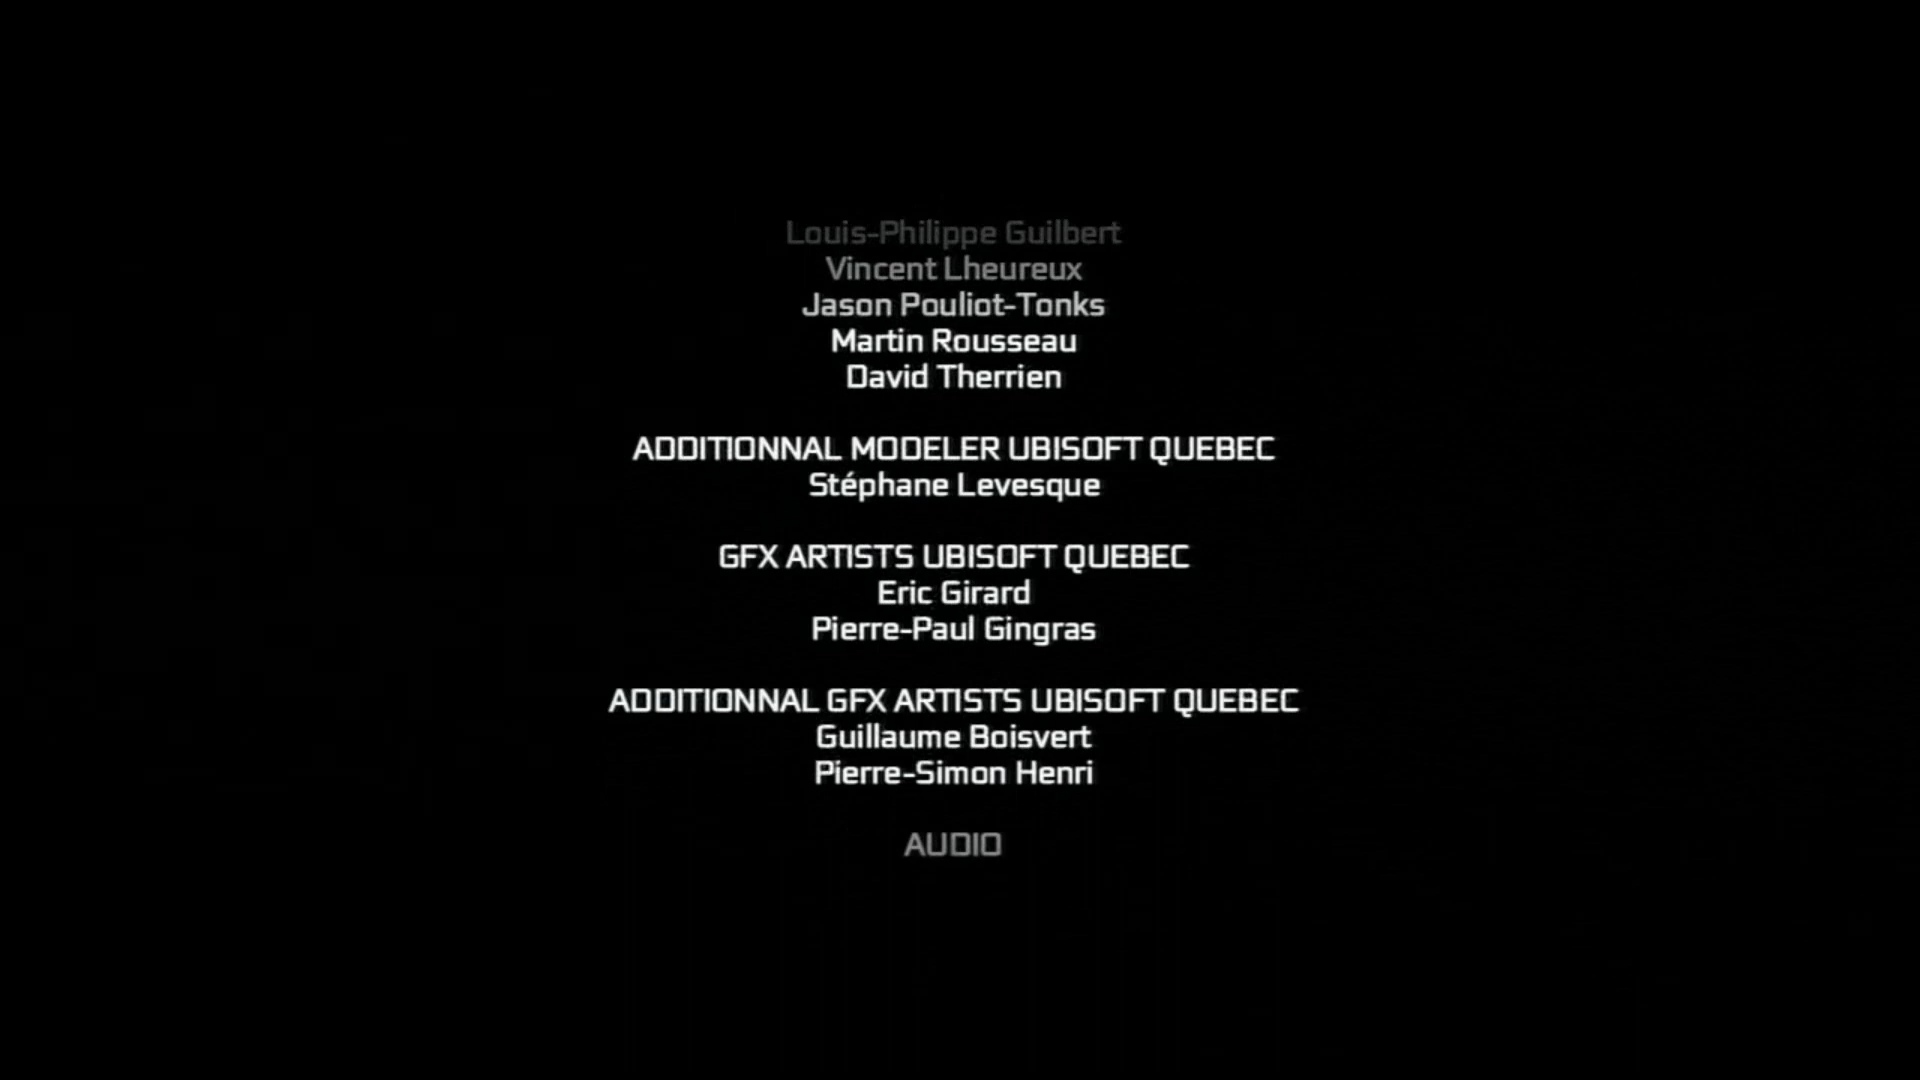 Louis-Philippe Guilbert
Vincent Lheureux
Jason Pouliot-Tonks
Martin Rousseau
David Therrien
ADDITIONNAL MODELER UBISOFT QUEBEC
Stéphane Levesque
GFX ARTISTS UBISOFT QUEBEC
Eric Girard
Pierre-Paul Gingras
ADDITIONNAL GFX ARTISTS UBISOFT QUEBEC
Guillaume Boisvert
Pierre-Simon Henri
AUDIO